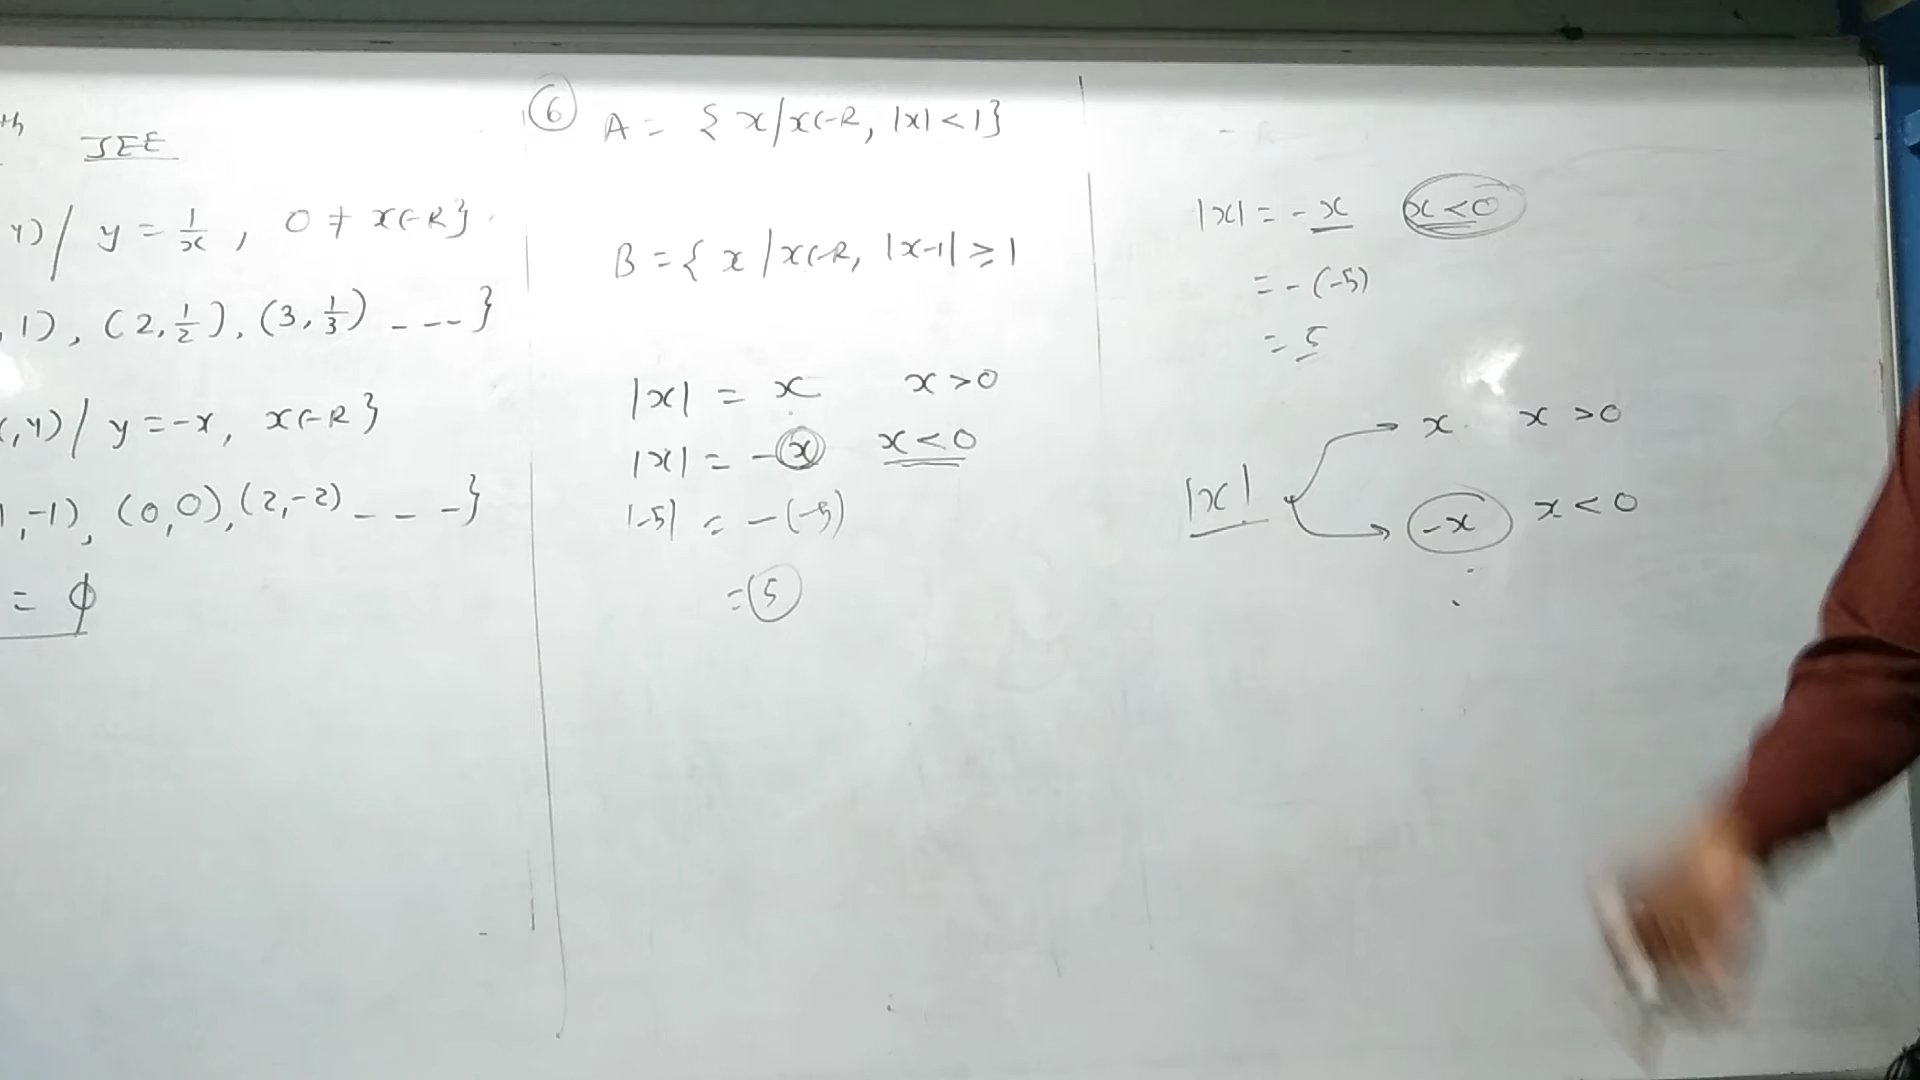 th
JEE
y) / y = 1/x , 0 ≠ x∈R}
, 1), (2, 1/2), (3, 1/3) - - - }
, y) / y = -x, x∈R}
1, -1), (0,0), (2,-2) - - - }
= φ
⑥ A = { x/x∈R, |x| < 1}
B = { x / x∈R, |x-1| ≥ 1
|x| = x x > 0
|x| = -x x < 0
|-5| = -(-5)
= 5
|x| = -x x < 0
= -(-5)
= 5
|x| x x > 0
-x x < 0